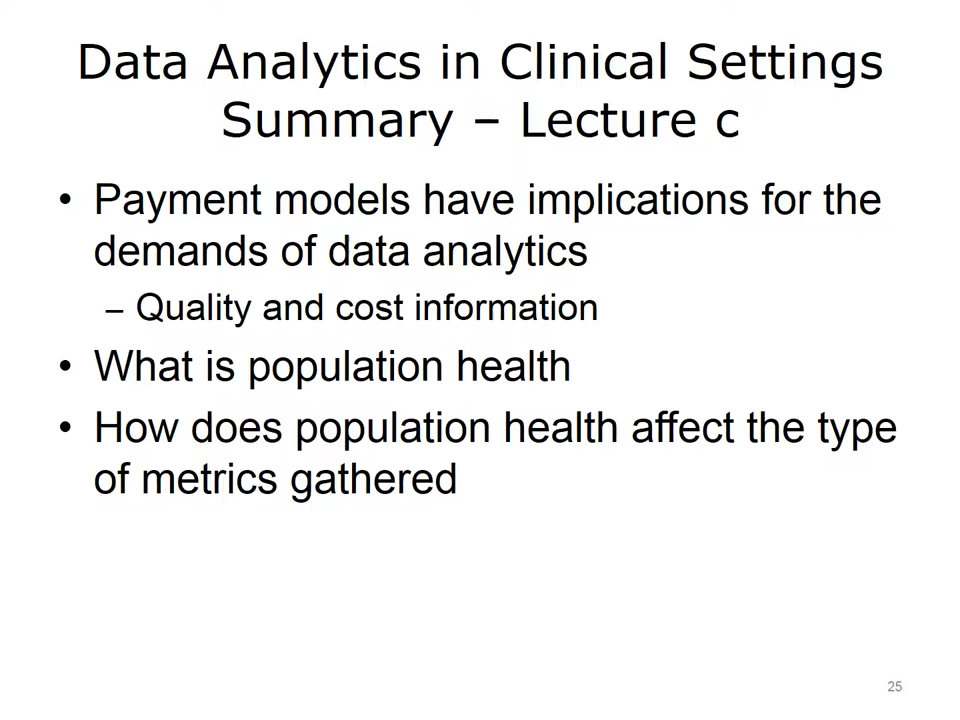 Data Analytics in Clinical Settings
Summary – Lecture c
• Payment models have implications for the
demands of data analytics
– Quality and cost information
• What is population health
• How does population health affect the type
of metrics gathered
25